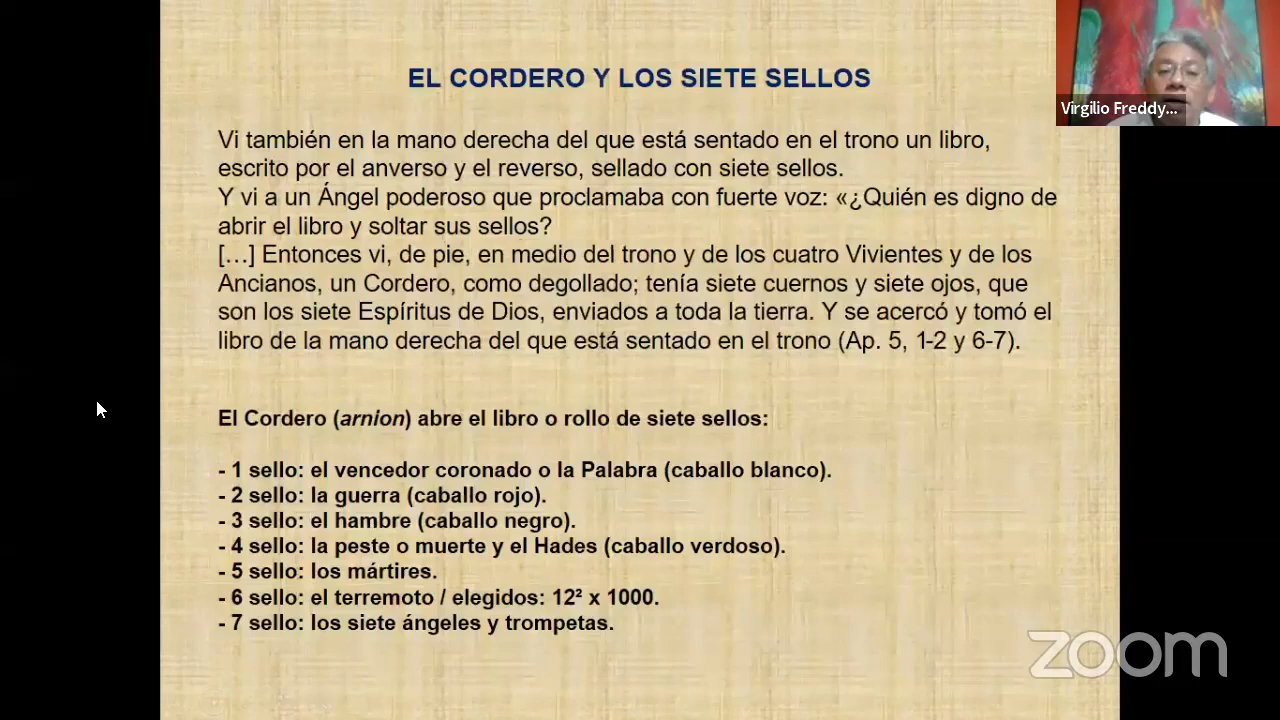 EL CORDERO Y LOS SIETE SELLOS
Virgilio Freddy...
Vi también en la mano derecha del que está sentado en el trono un libro,
escrito por el anverso y el reverso, sellado con siete sellos.
Y vi a un Ángel poderoso que proclamaba con fuerte voz: «¿Quién es digno de
abrir el libro y soltar sus sellos?
[…] Entonces vi, de pie, en medio del trono y de los cuatro Vivientes y de los
Ancianos, un Cordero, como degollado; tenía siete cuernos y siete ojos, que
son los siete Espíritus de Dios, enviados a toda la tierra. Y se acercó y tomó el
libro de la mano derecha del que está sentado en el trono (Ap. 5, 1-2 y 6-7).
El Cordero (arnion) abre el libro o rollo de siete sellos:
- 1 sello: el vencedor coronado o la Palabra (caballo blanco).
- 2 sello: la guerra (caballo rojo).
- 3 sello: el hambre (caballo negro).
- 4 sello: la peste o muerte y el Hades (caballo verdoso).
- 5 sello: los mártires.
- 6 sello: el terremoto / elegidos: 12² x 1000.
- 7 sello: los siete ángeles y trompetas.
zoom